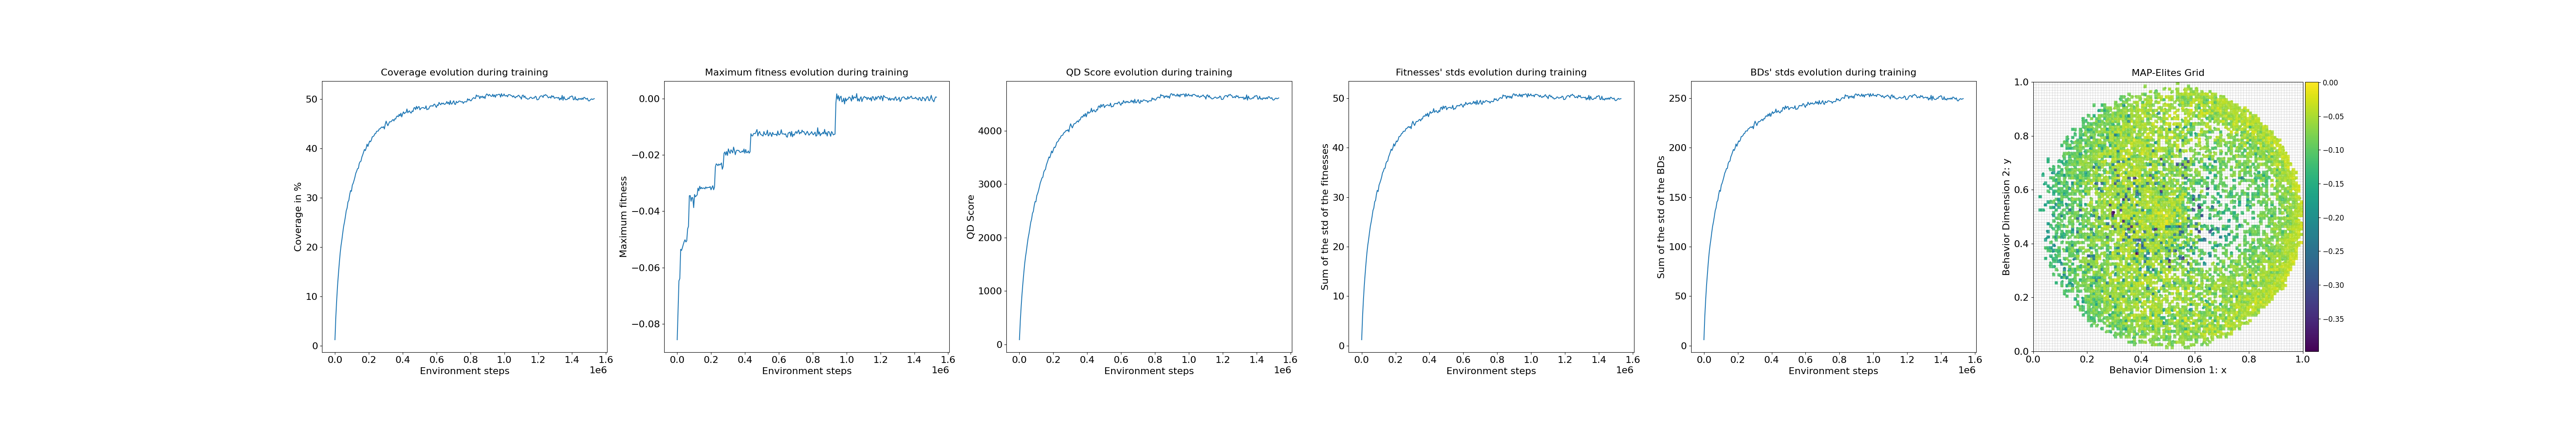 Coverage evolution during training
Coverage in %
50
40
30
20
10
0
0.0 0.2 0.4 0.6 0.8 1.0 1.2 1.4 1.6
1e6
Environment steps
Maximum fitness evolution during training
Maximum fitness
0.00
−0.02
−0.04
−0.06
−0.08
0.0 0.2 0.4 0.6 0.8 1.0 1.2 1.4 1.6
1e6
Environment steps
QD Score evolution during training
QD Score
4000
3000
2000
1000
0
0.0 0.2 0.4 0.6 0.8 1.0 1.2 1.4 1.6
1e6
Environment steps
Fitnesses' stds evolution during training
Sum of the std of the fitnesses
50
40
30
20
10
0
0.0 0.2 0.4 0.6 0.8 1.0 1.2 1.4 1.6
1e6
Environment steps
BDs' stds evolution during training
Sum of the std of the BDs
250
200
150
100
50
0
0.0 0.2 0.4 0.6 0.8 1.0 1.2 1.4 1.6
1e6
Environment steps
MAP-Elites Grid
Behavior Dimension 2: y
1.0
0.8
0.6
0.4
0.2
0.0
0.0 0.2 0.4 0.6 0.8 1.0
Behavior Dimension 1: x
0.00
−0.05
−0.10
−0.15
−0.20
−0.25
−0.30
−0.35